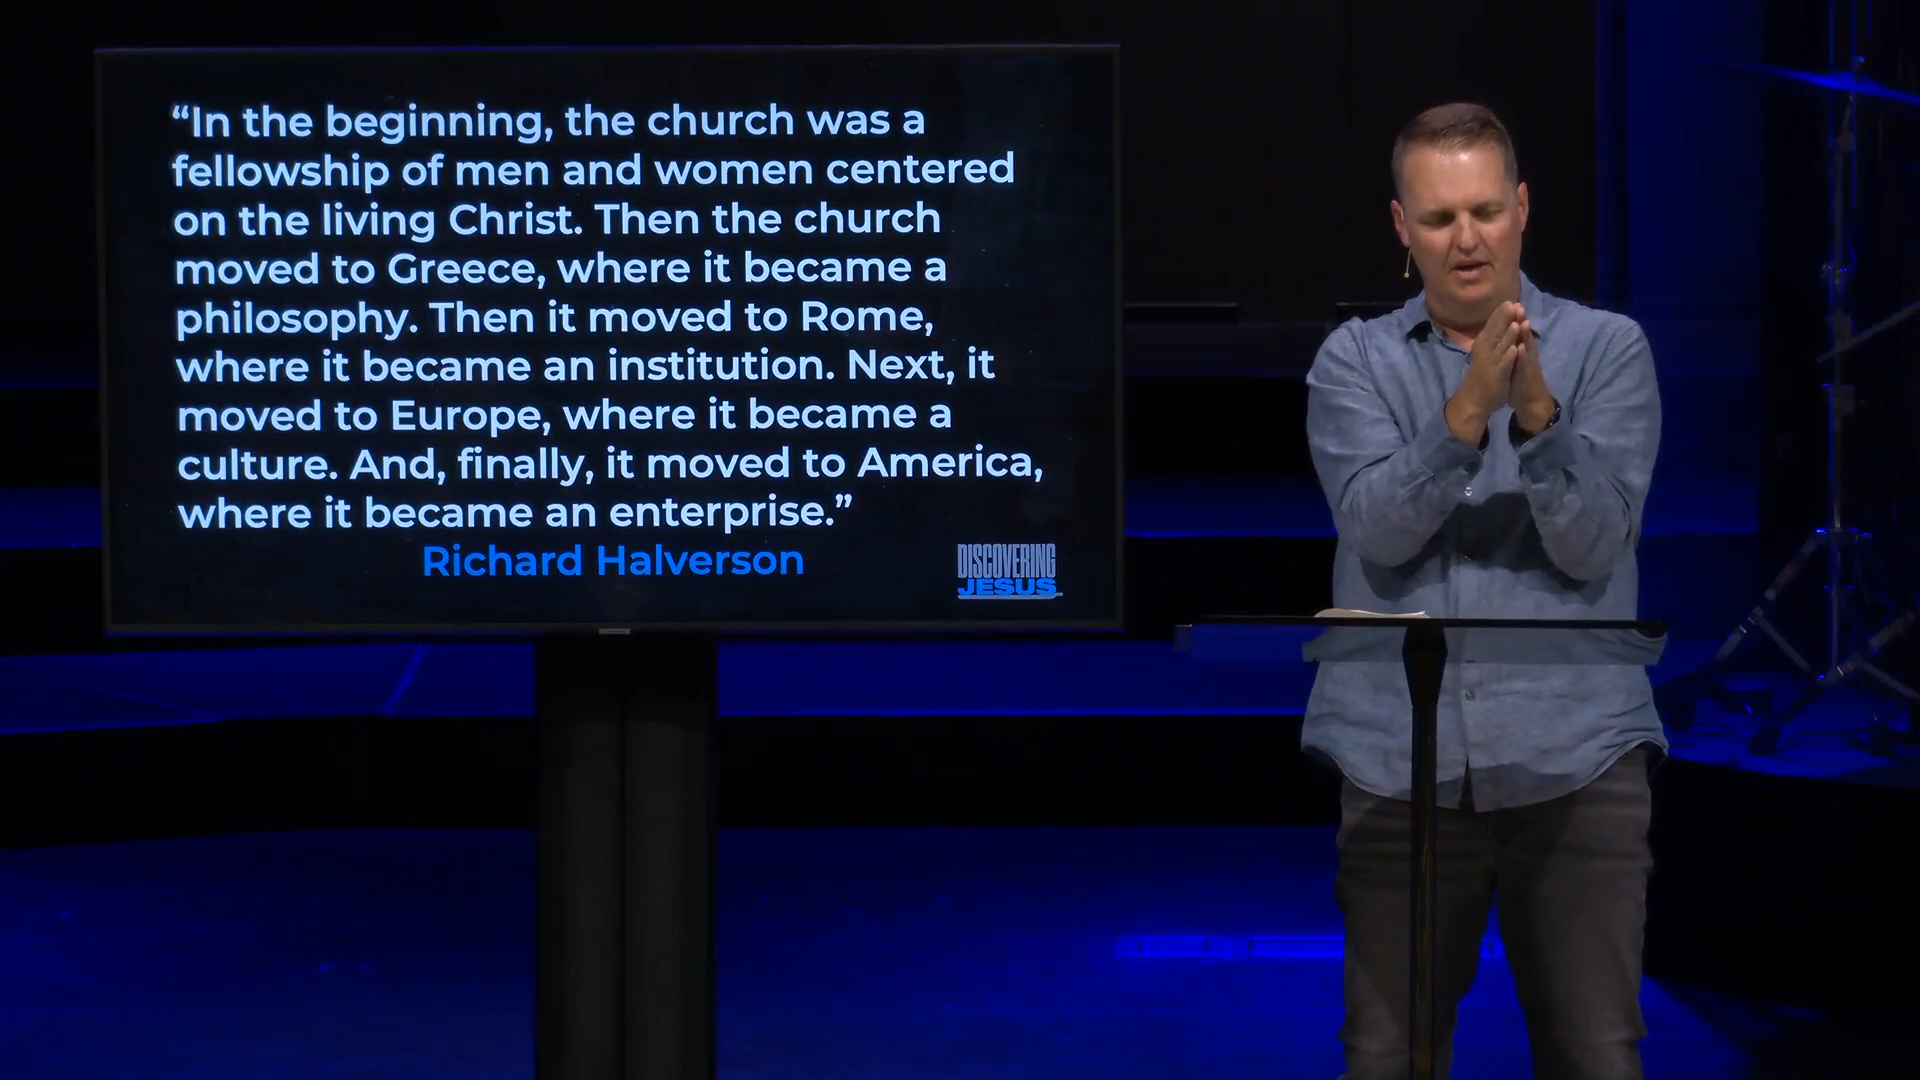 “In the beginning, the church was a
fellowship of men and women centered
on the living Christ. Then the church
moved to Greece, where it became a
philosophy. Then it moved to Rome,
where it became an institution. Next, it
moved to Europe, where it became a
culture. And, finally, it moved to America,
where it became an enterprise.”
Richard Halverson
DISCOVERING
JESUS